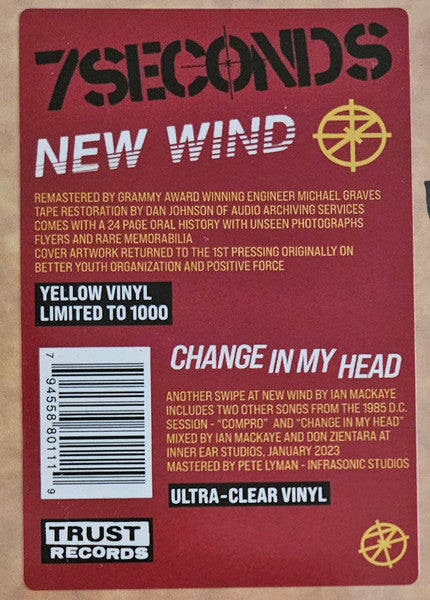 7SECONDS
NEW WIND
REMASTERED BY GRAMMY AWARD WINNING ENGINEER MICHAEL GRAVES
TAPE RESTORATION BY DAN JOHNSON OF AUDIO ARCHIVING SERVICES
COMES WITH A 24 PAGE ORAL HISTORY WITH UNSEEN PHOTOGRAPHS
FLYERS AND RARE MEMORABILIA
COVER ARTWORK RETURNED TO THE 1ST PRESSING ORIGINALLY ON
BETTER YOUTH ORGANIZATION AND POSITIVE FORCE
YELLOW VINYL
LIMITED TO 1000
7 94558 80111 9
CHANGE IN MY HEAD
ANOTHER SWIPE AT NEW WIND BY IAN MACKAYE
INCLUDES TWO OTHER SONGS FROM THE 1985 D.C.
SESSION - "COMPRO" AND "CHANGE IN MY HEAD"
MIXED BY IAN MACKAYE AND DON ZIENTARA AT
INNER EAR STUDIOS, JANUARY 2023
MASTERED BY PETE LYMAN - INFRASONIC STUDIOS
ULTRA-CLEAR VINYL
TRUST
RECORDS